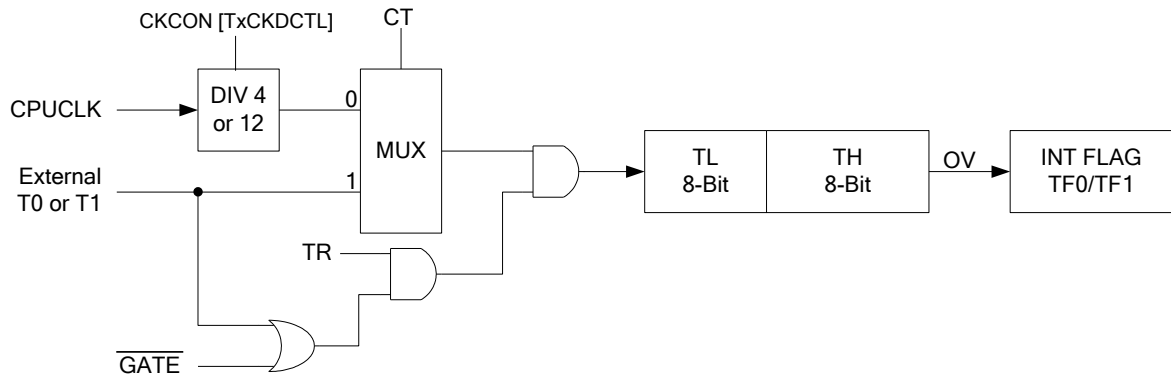 CKCON [TxCKDCTL]
CT
CPUCLK
DIV 4
or 12
0
MUX
External
T0 or T1
1
TL
8-Bit
TH
8-Bit
OV
INT FLAG
TF0/TF1
TR
GATE